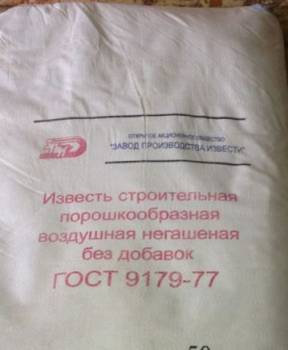 ОТКРЫТОЕ АКЦИОНЕРНОЕ ОБЩЕСТВО
"ЗАВОД ПРОИЗВОДСТВА ИЗВЕСТИ"
Известь строительная
порошкообразная
воздушная негашеная
без добавок
ГОСТ 9179-77